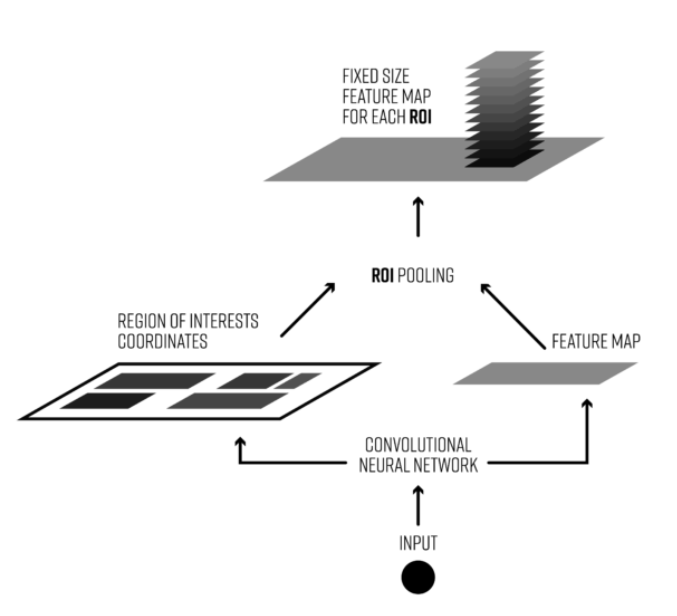 FIXED SIZE
FEATURE MAP
FOR EACH ROI
ROI POOLING
REGION OF INTERESTS
COORDINATES
FEATURE MAP
CONVOLUTIONAL
NEURAL NETWORK
INPUT